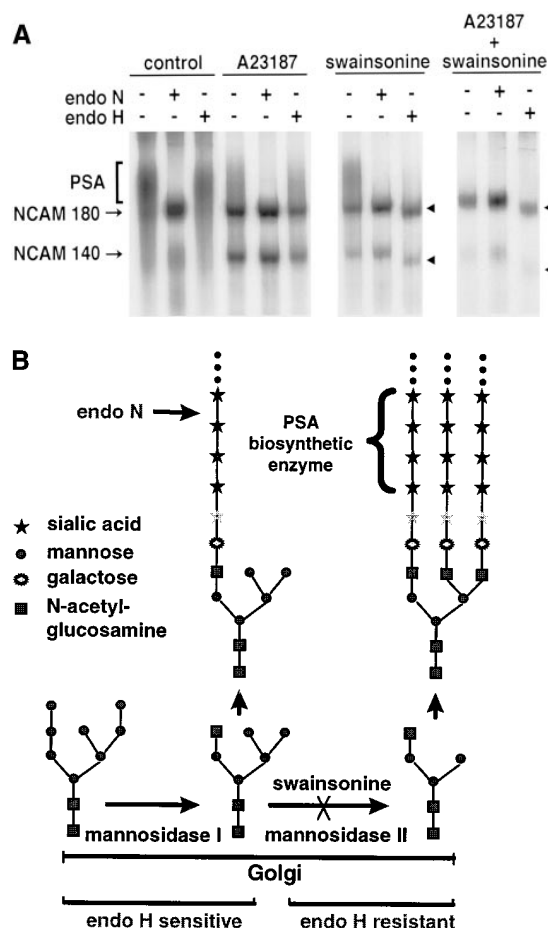 A
control A23187 swainsonine A23187
+
swainsonine
endo N - + - - + - - + - - + -
endo H - - + - - + - - + - - +
PSA
NCAM 180 →
NCAM 140 →
B
endo N
PSA
biosynthetic
enzyme
sialic acid
mannose
galactose
N-acetyl-
glucosamine
swainsonine
mannosidase I mannosidase II
Golgi
endo H sensitive endo H resistant